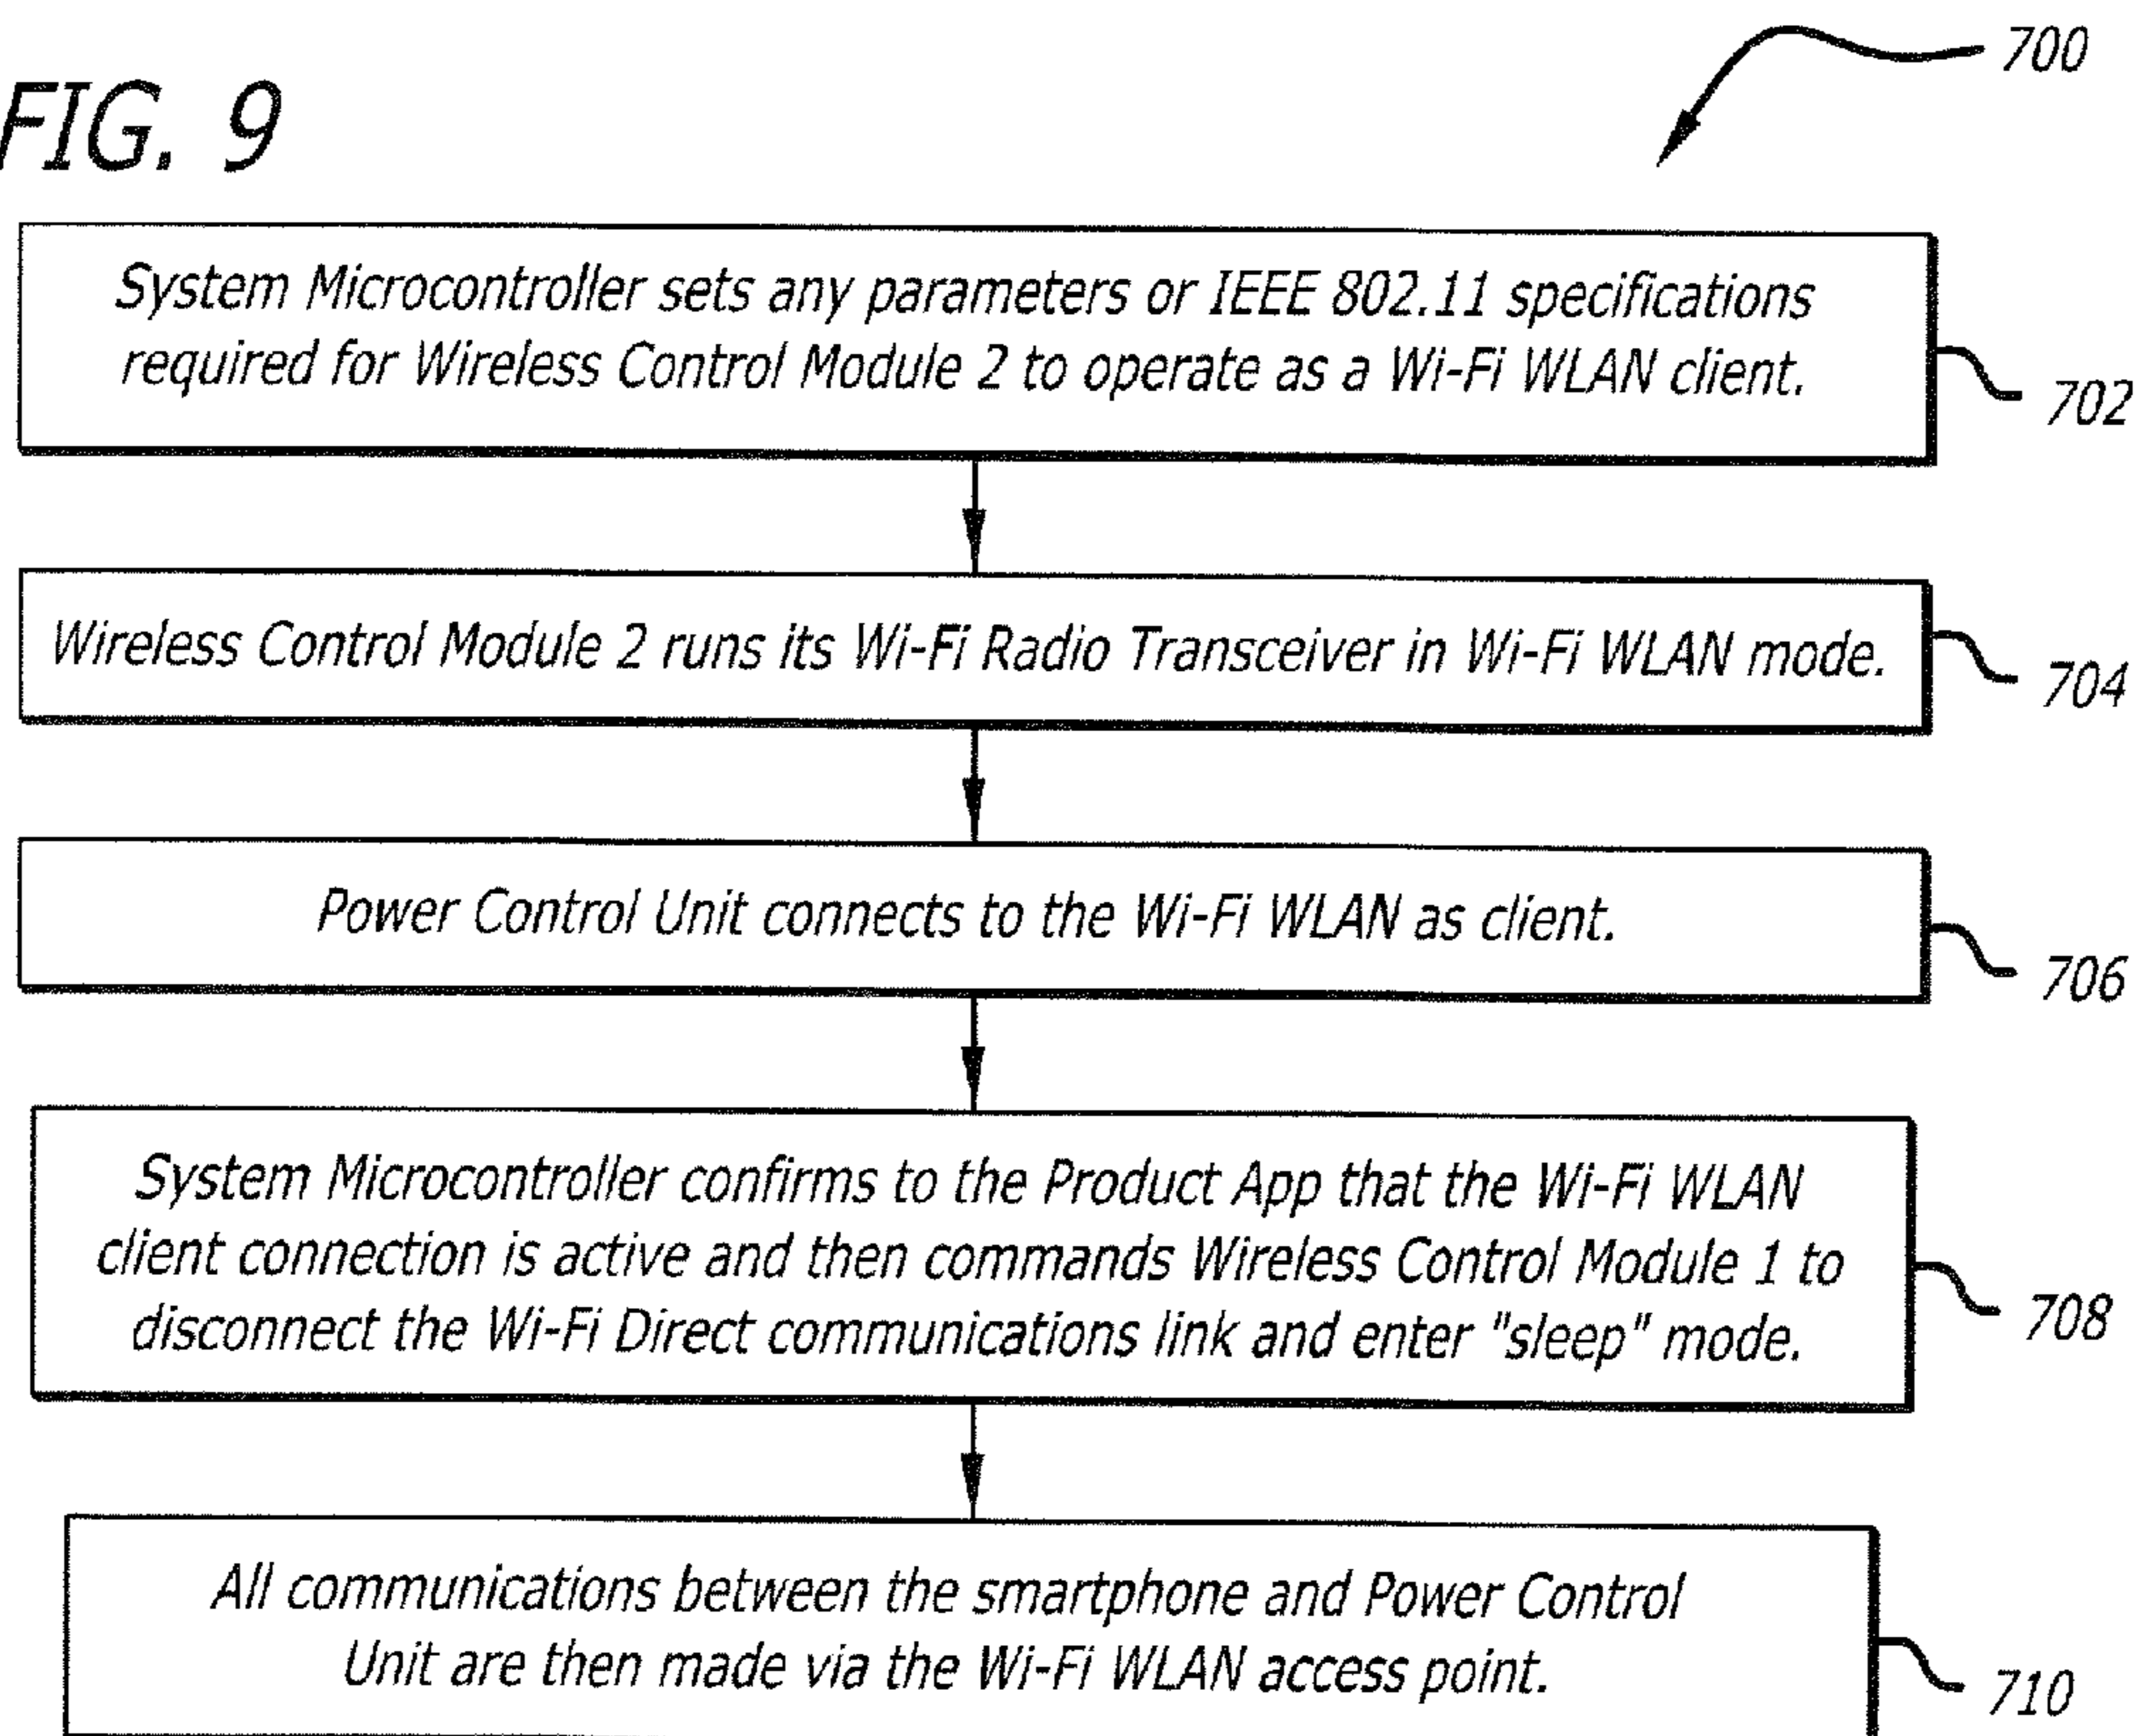 FIG. 9
700
System Microcontroller sets any parameters or IEEE 802.11 specifications
required for Wireless Control Module 2 to operate as a Wi-Fi WLAN client.
702
Wireless Control Module 2 runs its Wi-Fi Radio Transceiver in Wi-Fi WLAN mode.
704
Power Control Unit connects to the Wi-Fi WLAN as client.
706
System Microcontroller confirms to the Product App that the Wi-Fi WLAN
client connection is active and then commands Wireless Control Module 1 to
disconnect the Wi-Fi Direct communications link and enter "sleep" mode.
708
All communications between the smartphone and Power Control
Unit are then made via the Wi-Fi WLAN access point.
710